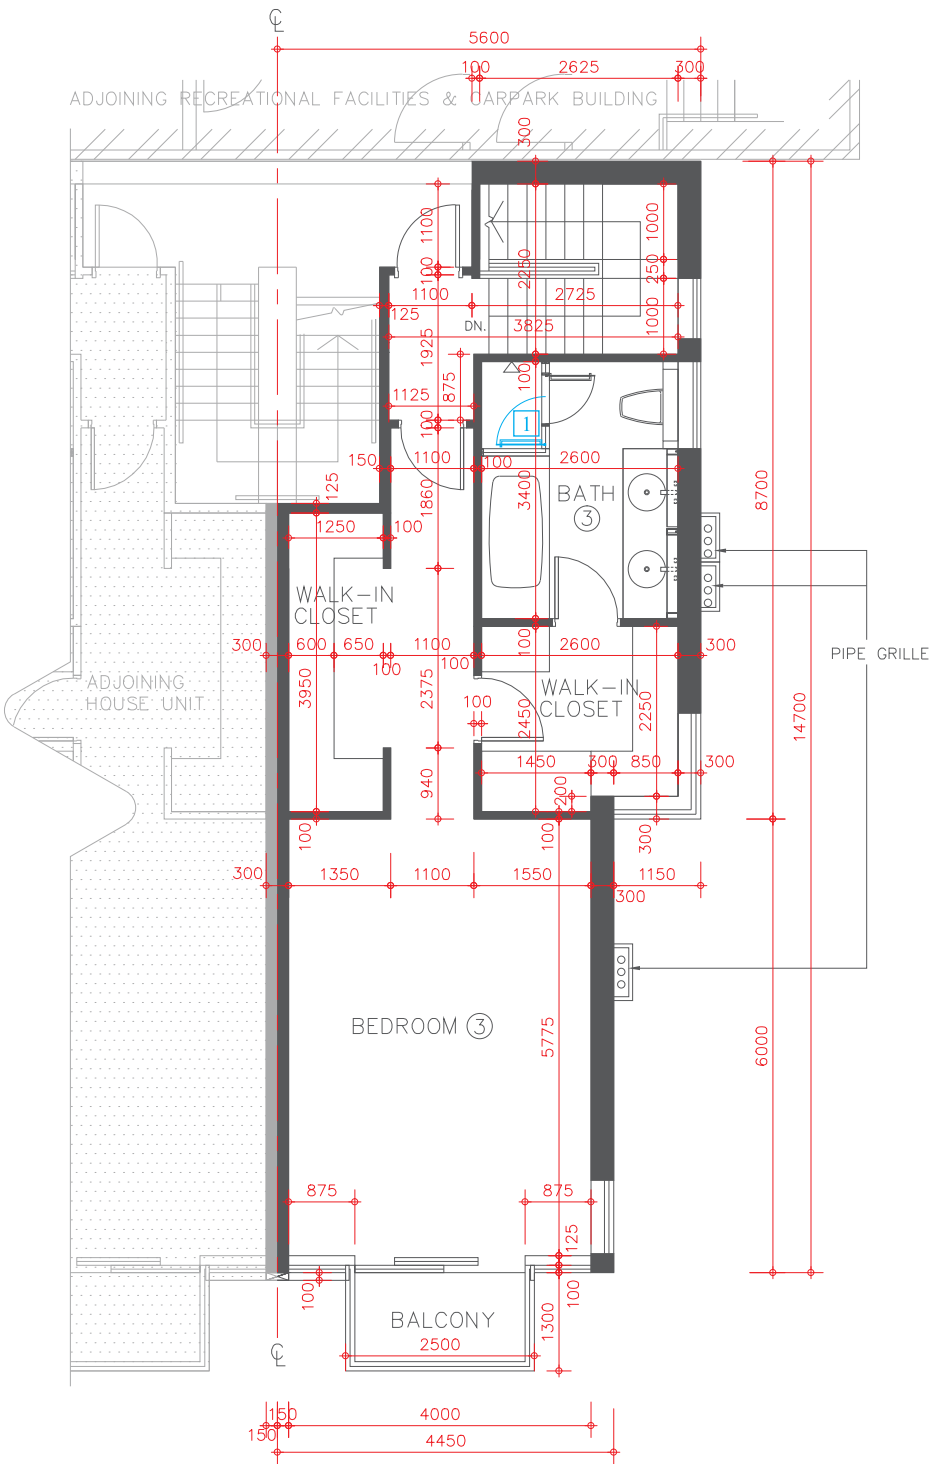 ℄
5600
100 2625 300
ADJOINING RECREATIONAL FACILITIES & CARPARK BUILDING
300
1100
1000
100
2250
250
1100 2725
125
DN. 3825
1000
1925
100
875
1125
100
1
150 1100 100 2600
125
1860
3400
BATH
3
8700
1250 100
WALK-IN
CLOSET
300 600 650 100 1100 100 100 2600 300
PIPE GRILLE
ADJOINING
HOUSE UNIT
3950
2375
100
WALK-IN
CLOSET
2450
2250
14700
940
1450 300 850 300
200
100
100
300
300 1350 1100 1550 300 1150
BEDROOM 3
5775
6000
875 875
125
100
100
BALCONY
1300
2500
℄
150 4000
150
4450